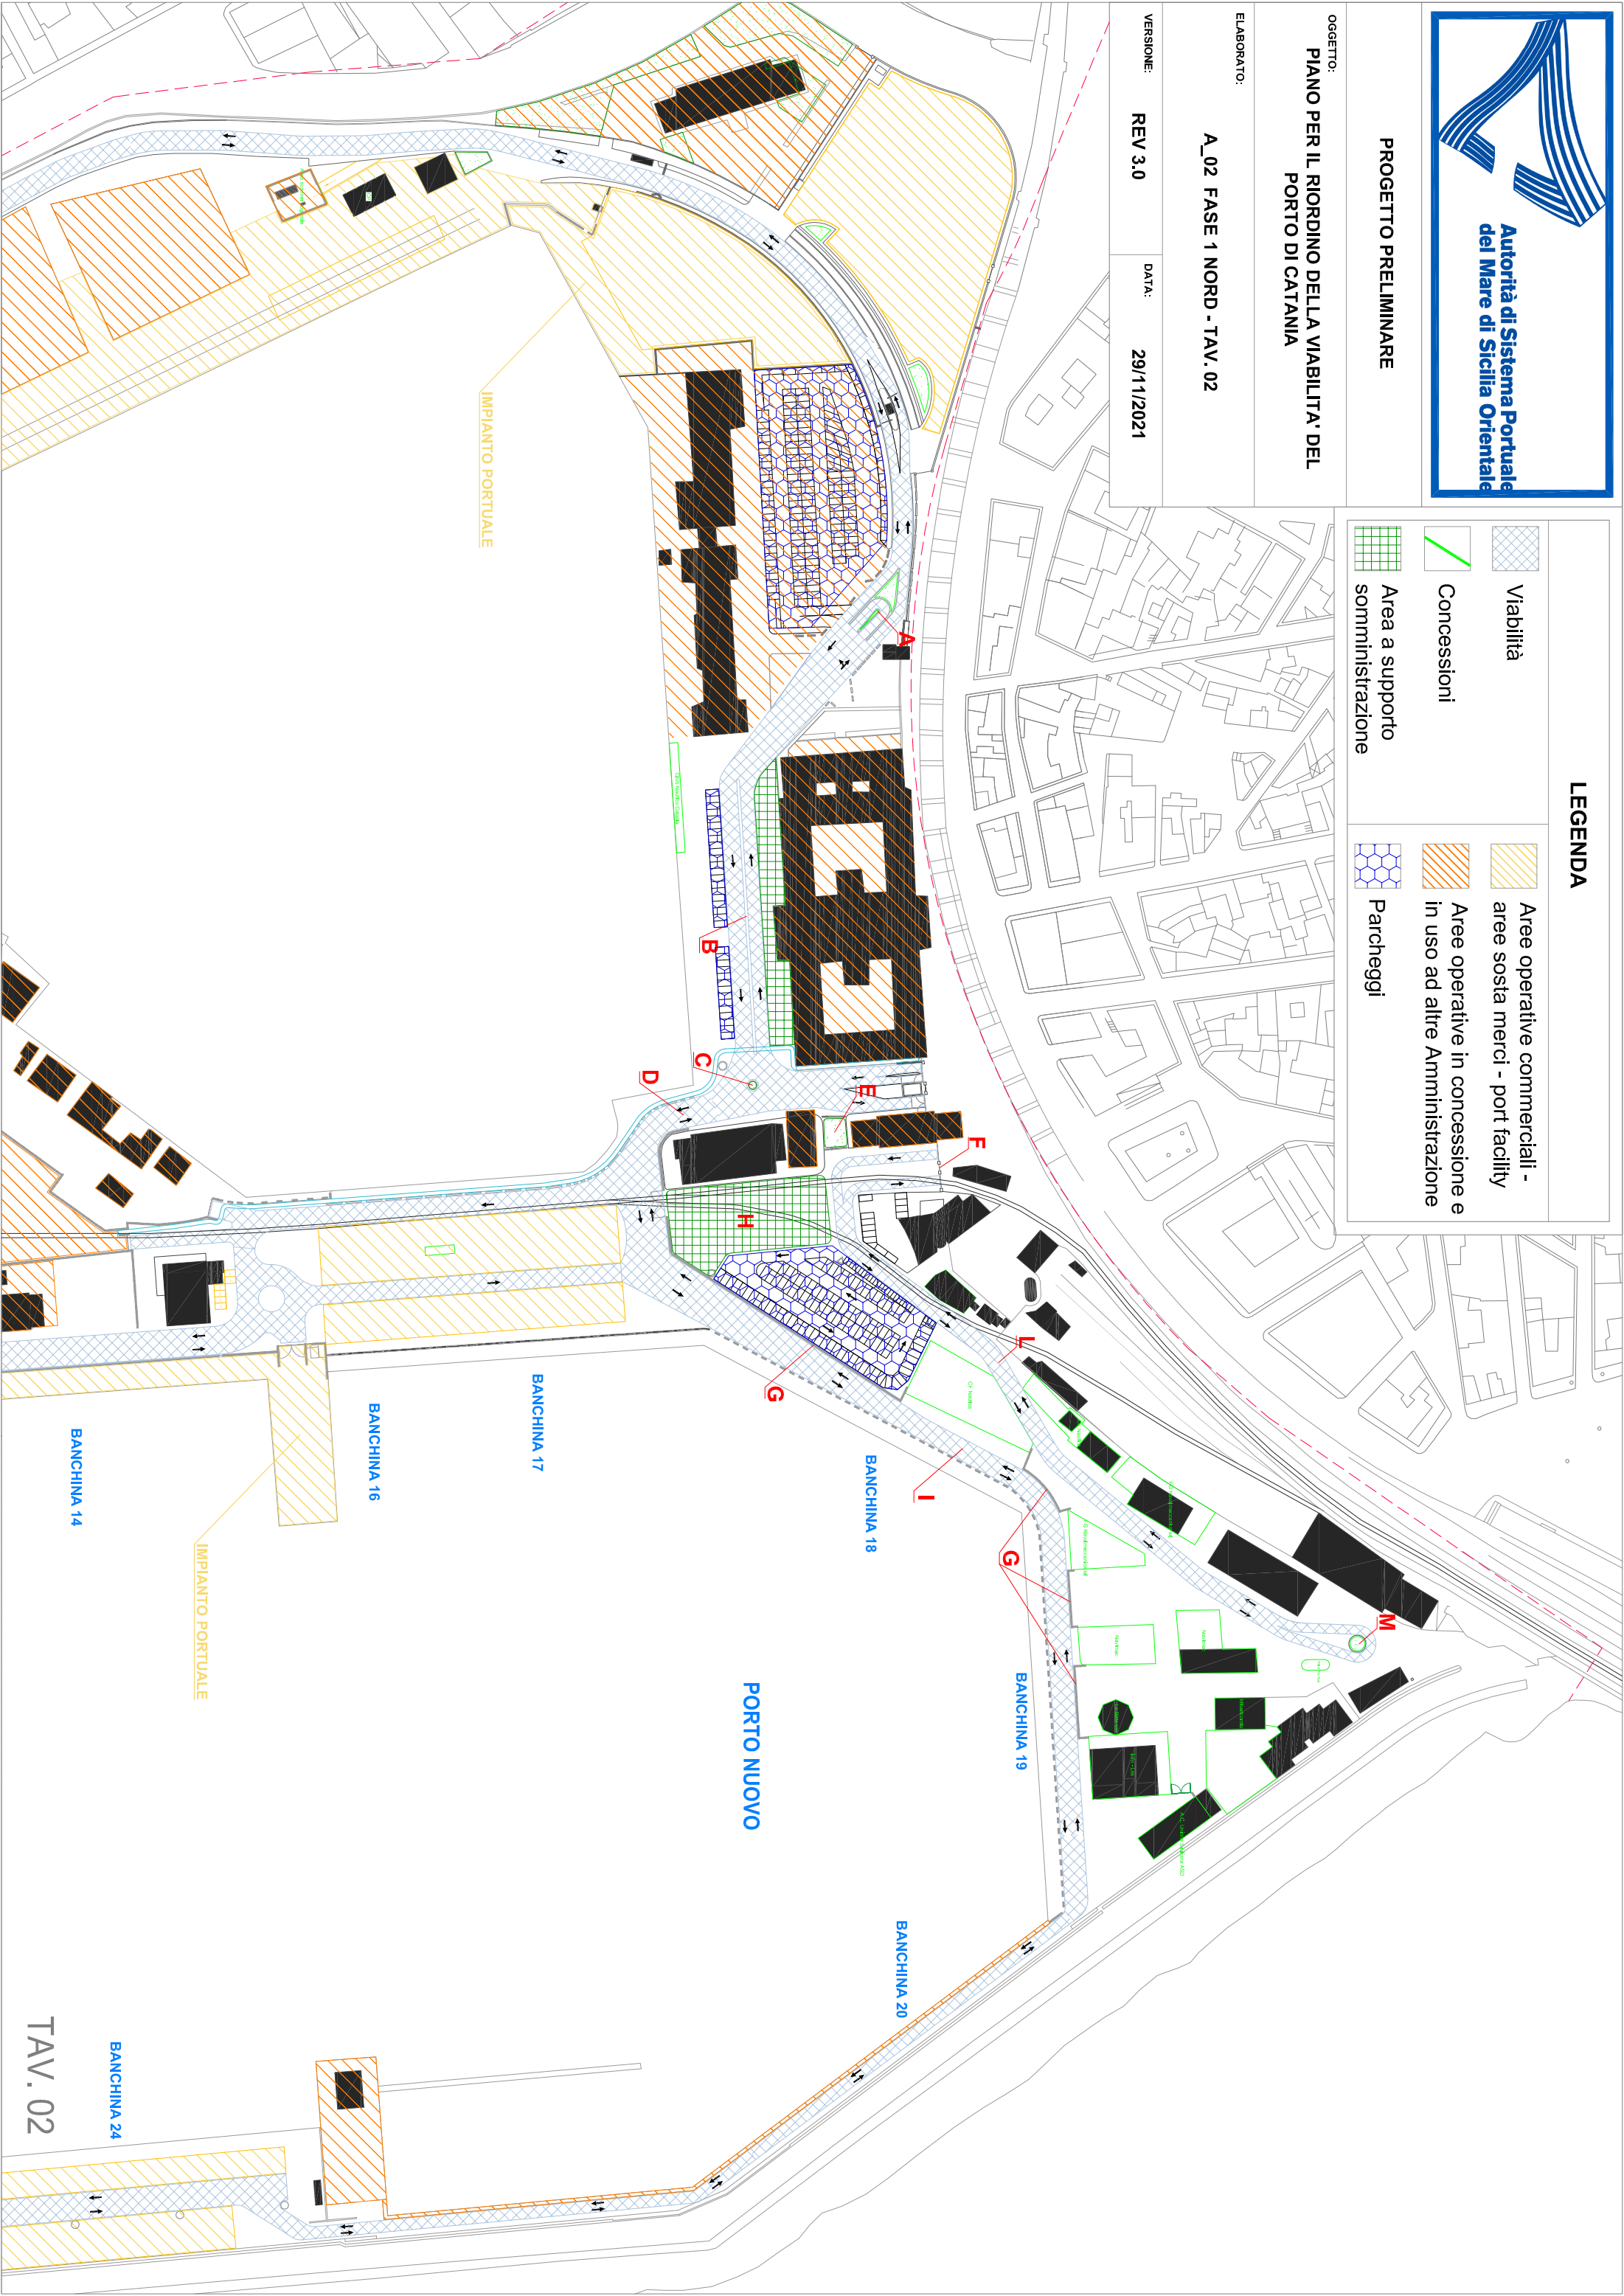 Autorità di Sistema Portuale
del Mare di Sicilia Orientale
PROGETTO PRELIMINARE
OGGETTO:
PIANO PER IL RIORDINO DELLA VIABILITA' DEL
PORTO DI CATANIA
ELABORATO:
A_02 FASE 1 NORD - TAV. 02
VERSIONE:
REV 3.0
DATA:
29/11/2021
LEGENDA
Viabilità
Concessioni
Area a supporto
somministrazione
Aree operative commerciali -
aree sosta merci - port facility
Aree operative in concessione e
in uso ad altre Amministrazione
Parcheggi
A
B
C
D
E
F
G
H
I
L
M
G
IMPIANTO PORTUALE
IMPIANTO PORTUALE
BANCHINA 14
BANCHINA 16
BANCHINA 17
BANCHINA 18
BANCHINA 19
BANCHINA 20
BANCHINA 24
PORTO NUOVO
TAV. 02